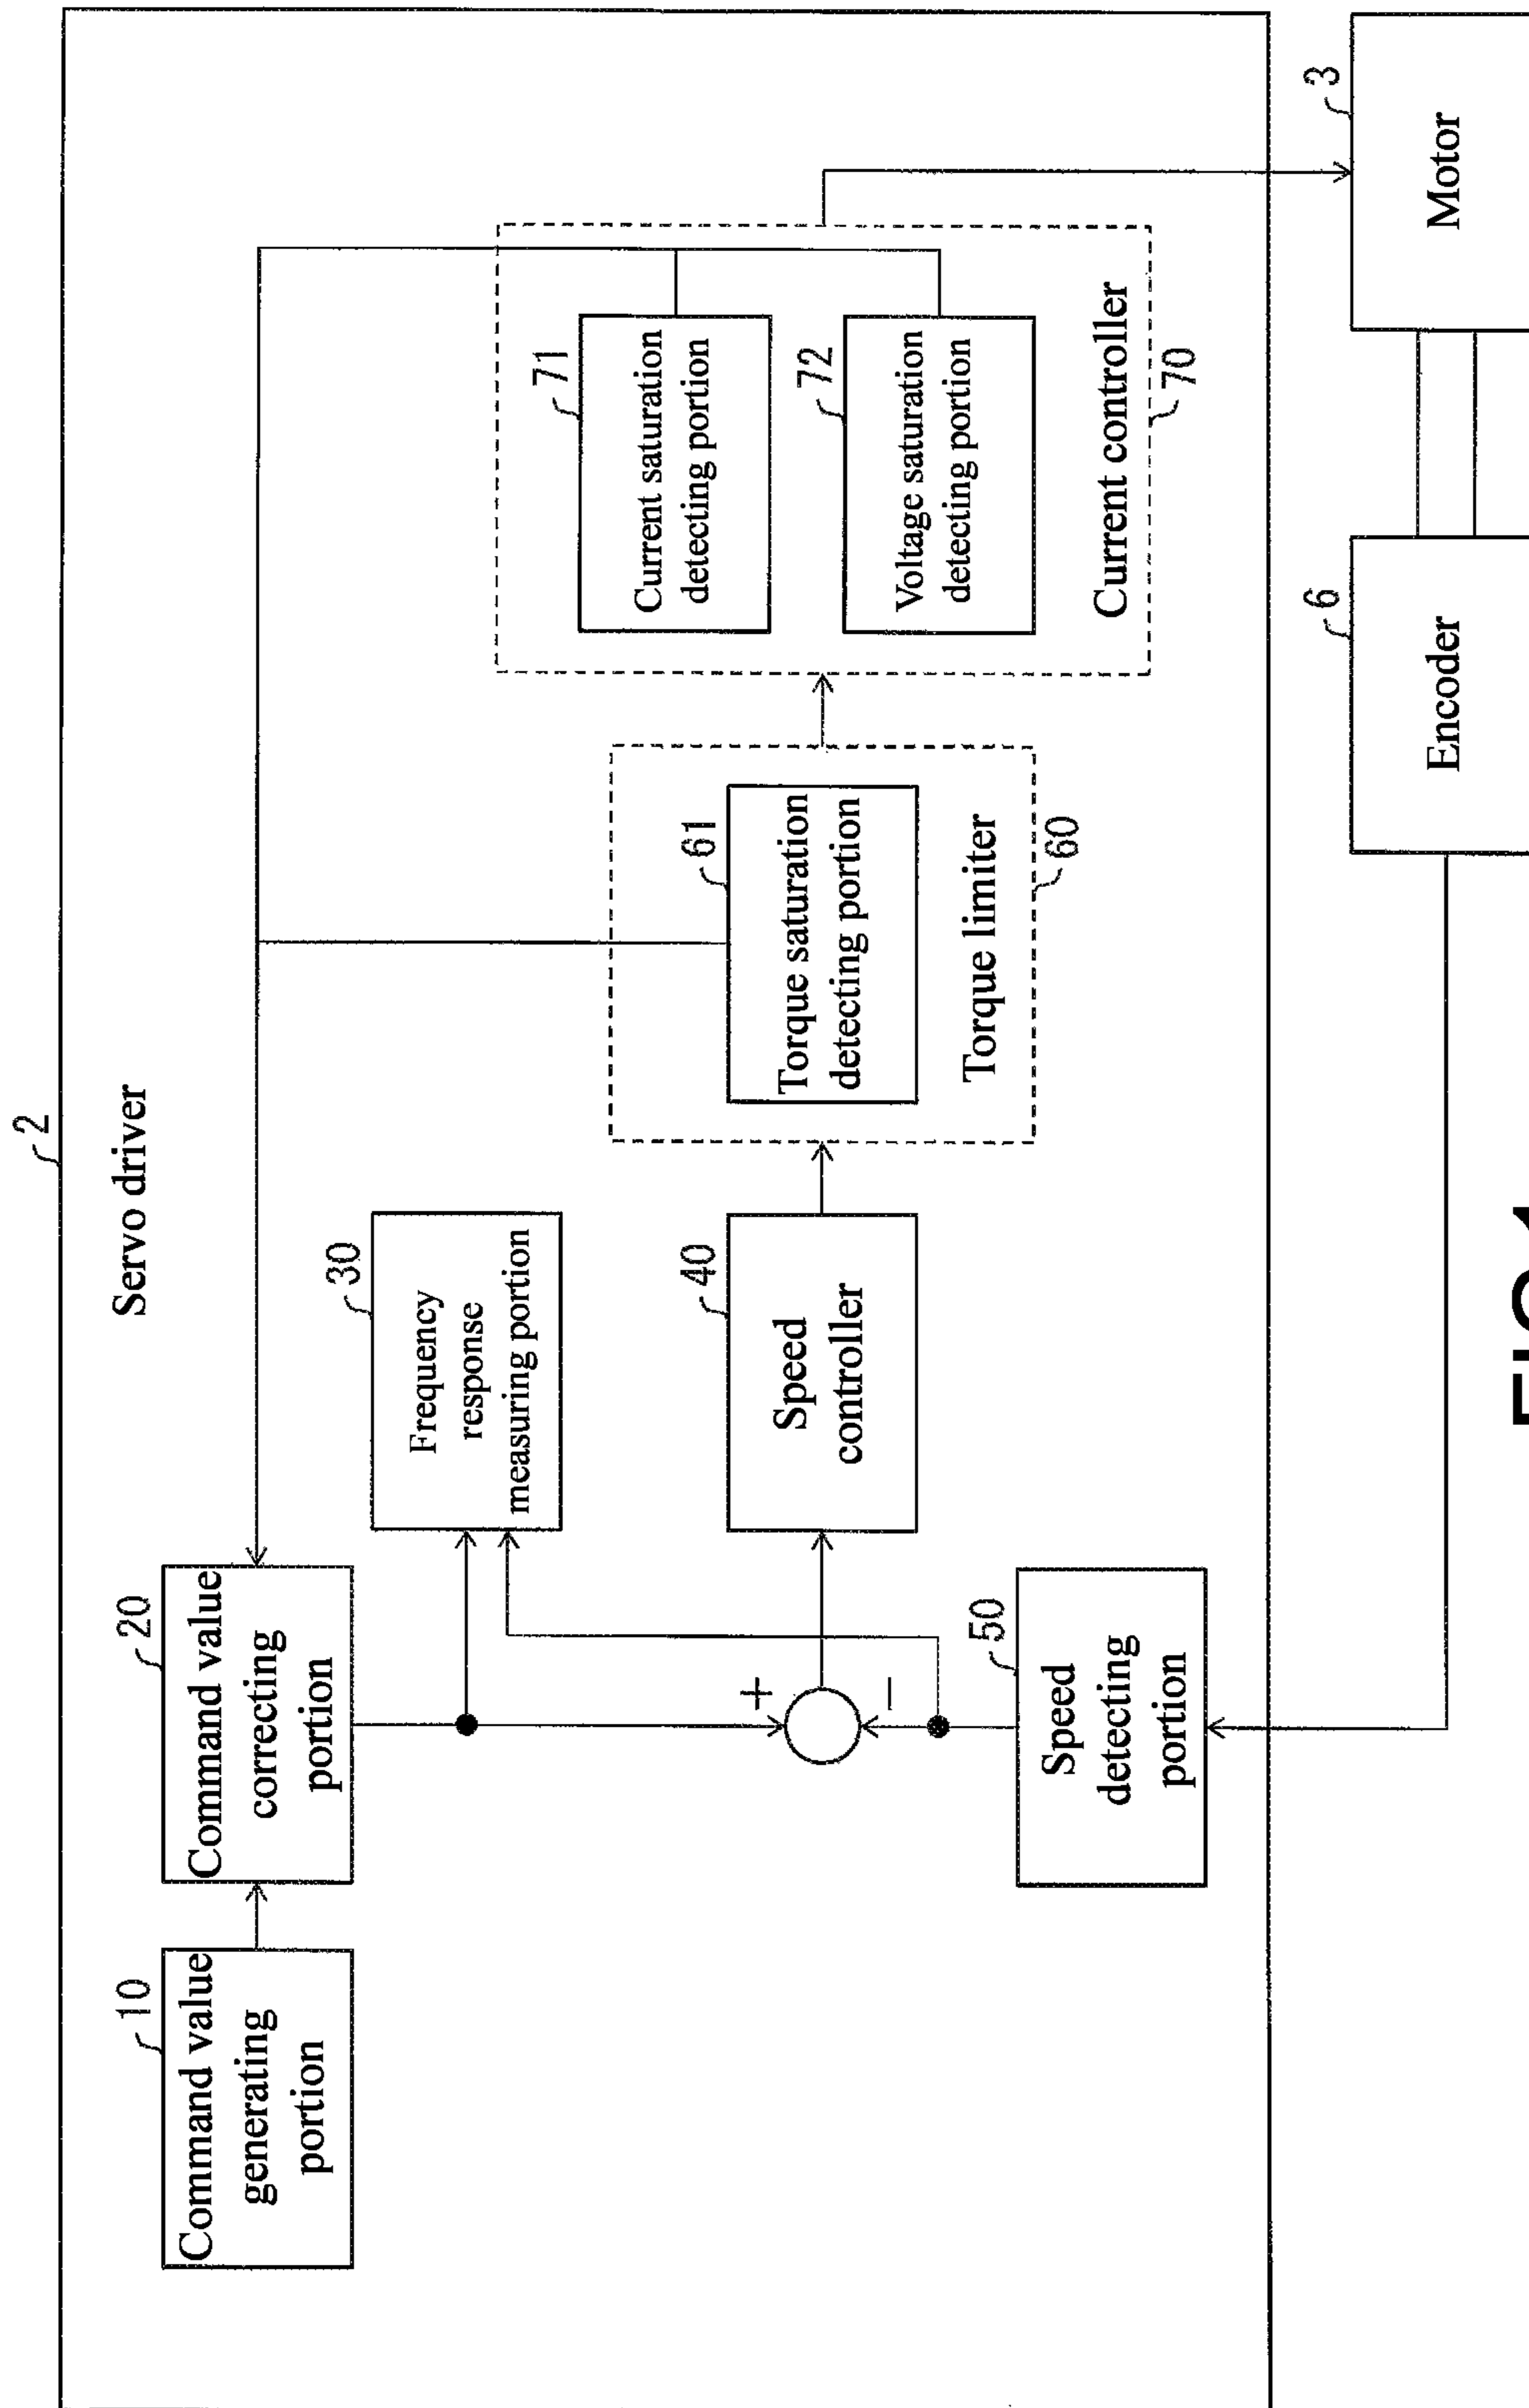 2
Servo driver
10
Command value
generating
portion
20
Command value
correcting
portion
30
Frequency
response
measuring portion
+
−
40
Speed
controller
50
Speed
detecting
portion
61
Torque saturation
detecting portion
Torque limiter
60
71
Current saturation
detecting portion
72
Voltage saturation
detecting portion
Current controller
70
6
Encoder
3
Motor